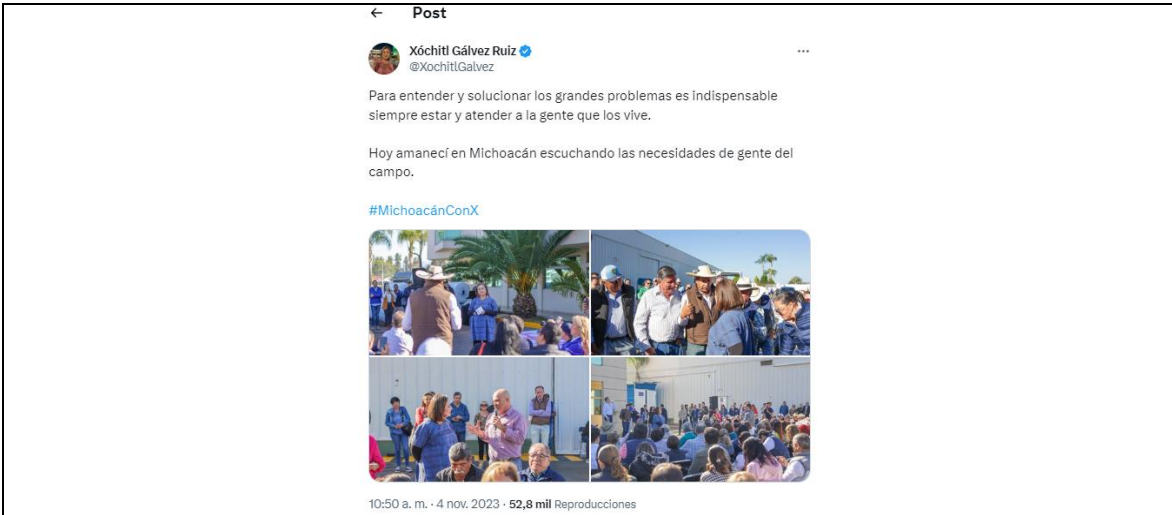 ← Post
Xóchitl Gálvez Ruiz
@XochitlGalvez
Para entender y solucionar los grandes problemas es indispensable
siempre estar y atender a la gente que los vive.
Hoy amanecí en Michoacán escuchando las necesidades de gente del
campo.
#MichoacánConX
10:50 a. m. · 4 nov. 2023 · 52,8 mil Reproducciones